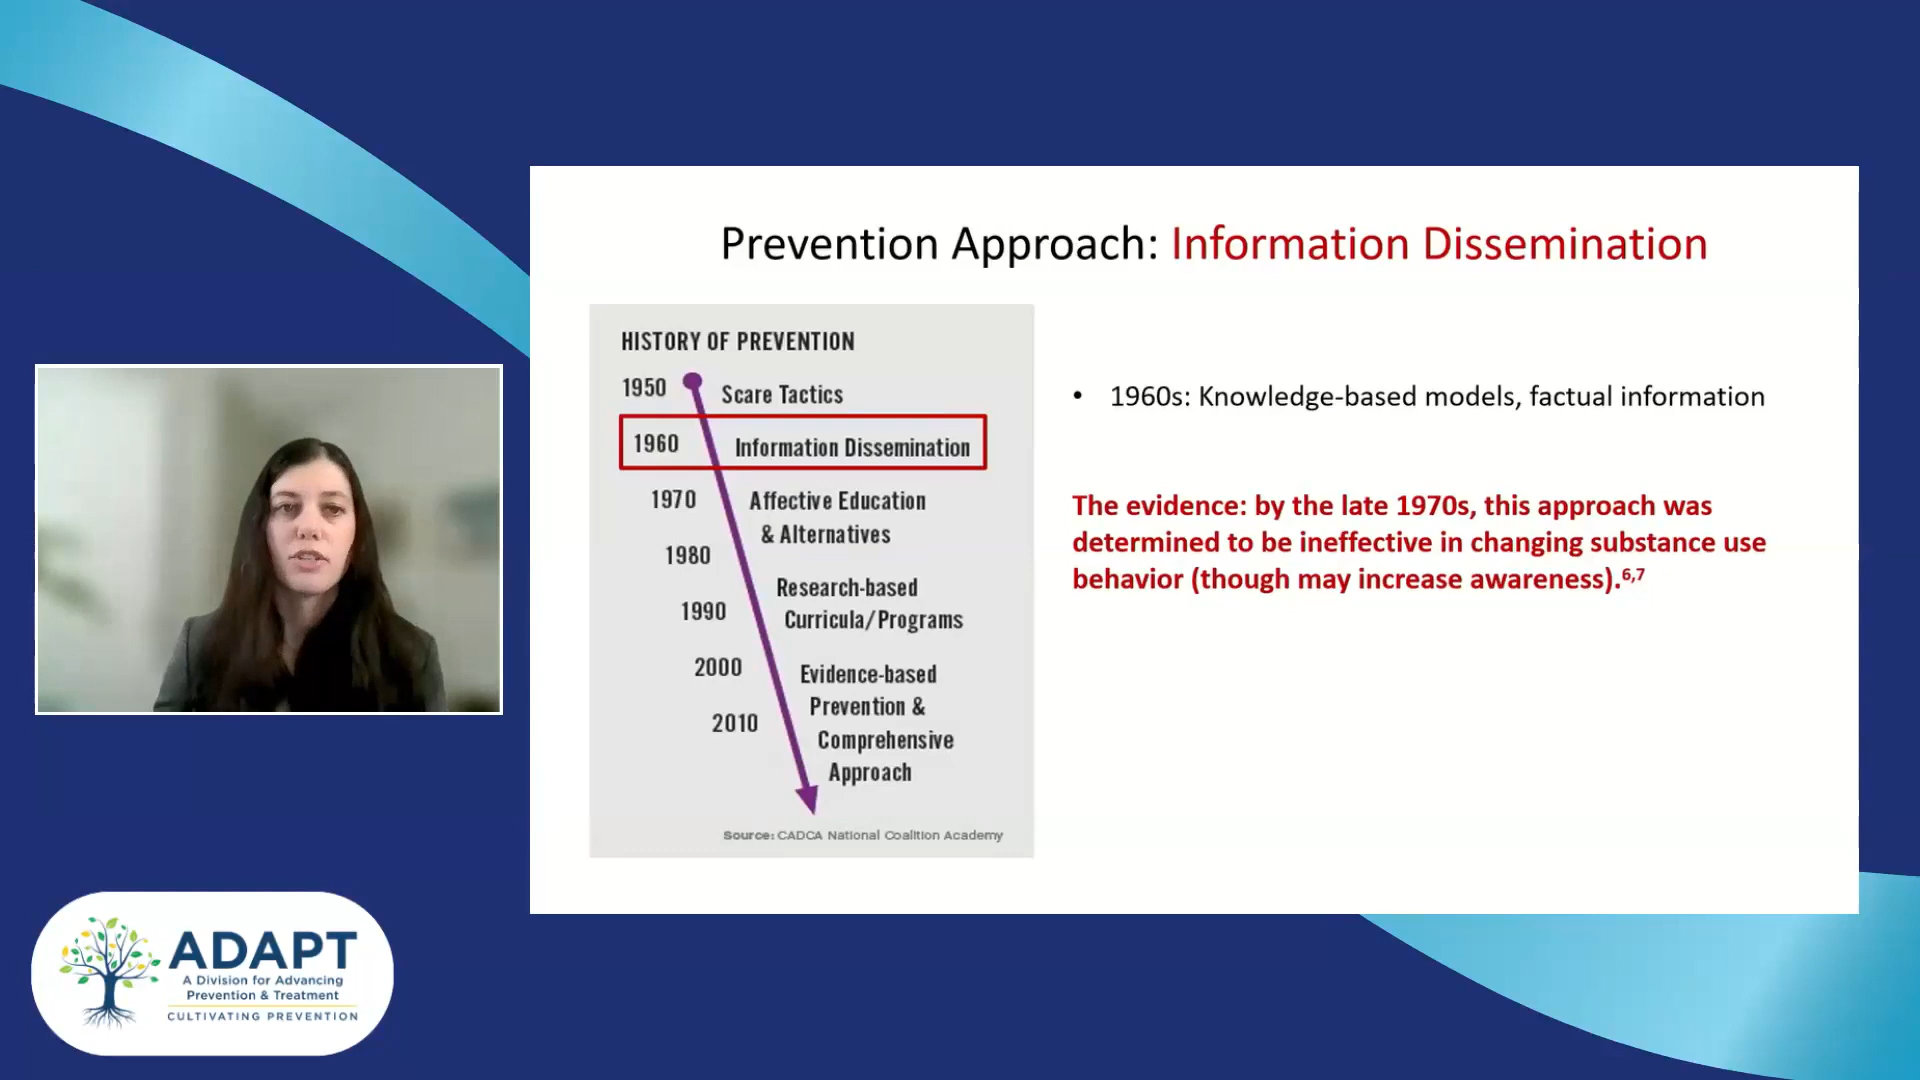 Prevention Approach: Information Dissemination
HISTORY OF PREVENTION
1950 Scare Tactics
1960 Information Dissemination
1970 Affective Education
& Alternatives
1980
Research-based
1990 Curricula/Programs
2000 Evidence-based
Prevention &
2010 Comprehensive
Approach
Source: CADCA National Coalition Academy
• 1960s: Knowledge-based models, factual information
The evidence: by the late 1970s, this approach was
determined to be ineffective in changing substance use
behavior (though may increase awareness).6,7
ADAPT
A Division for Advancing
Prevention & Treatment
CULTIVATING PREVENTION